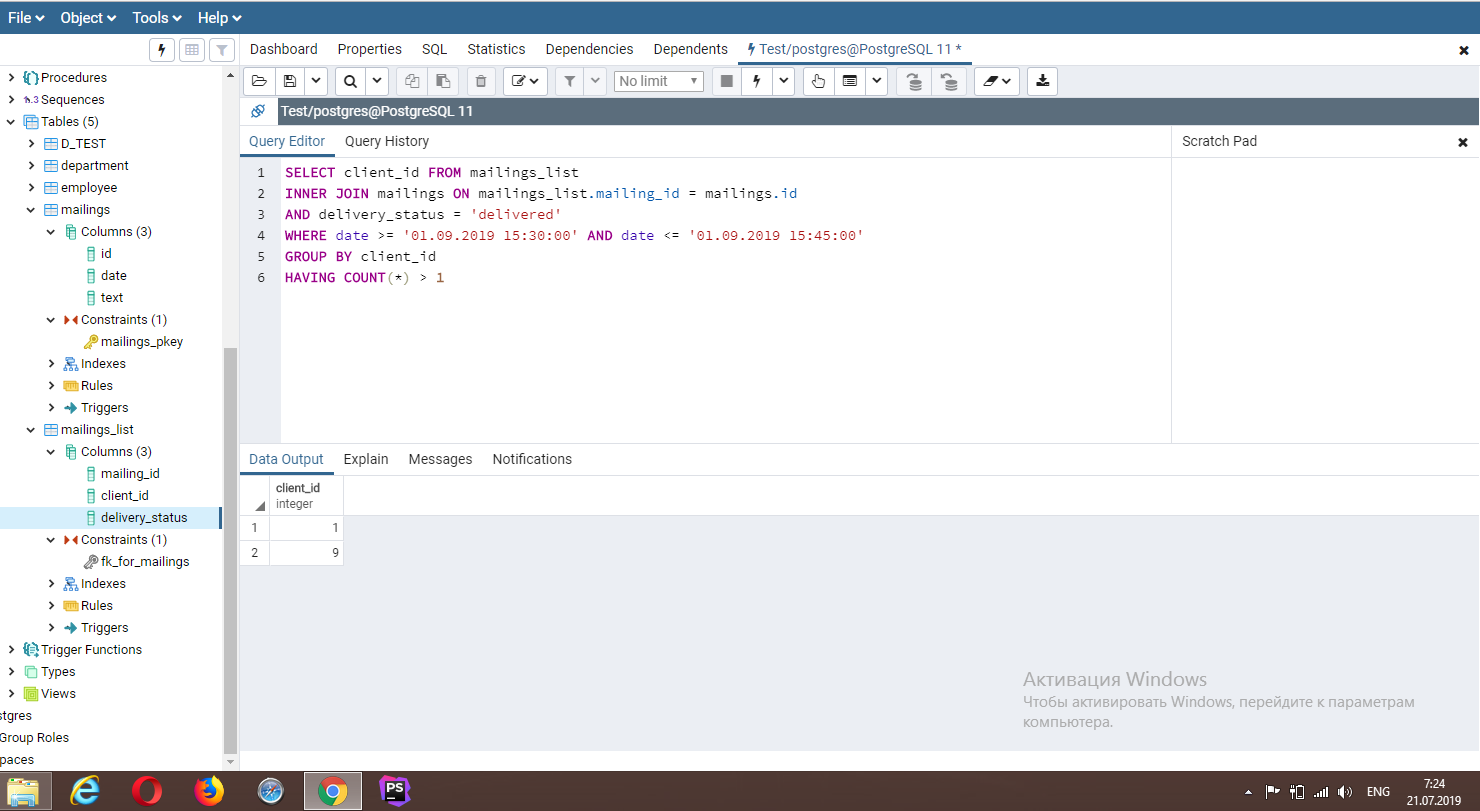 File Object Tools Help
Dashboard Properties SQL Statistics Dependencies Dependents Test/postgres@PostgreSQL 11 *
No limit
Test/postgres@PostgreSQL 11
Query Editor Query History Scratch Pad
Procedures
1..3 Sequences
Tables (5)
D_TEST
department
employee
mailings
Columns (3)
id
date
text
Constraints (1)
mailings_pkey
Indexes
Rules
Triggers
mailings_list
Columns (3)
mailing_id
client_id
delivery_status
Constraints (1)
fk_for_mailings
Indexes
Rules
Triggers
Trigger Functions
Types
Views
stgres
Group Roles
paces
1 SELECT client_id FROM mailings_list
2 INNER JOIN mailings ON mailings_list.mailing_id = mailings.id
3 AND delivery_status = 'delivered'
4 WHERE date >= '01.09.2019 15:30:00' AND date <= '01.09.2019 15:45:00'
5 GROUP BY client_id
6 HAVING COUNT(*) > 1
Data Output Explain Messages Notifications
client_id
integer
1 1
2 9
Активация Windows
Чтобы активировать Windows, перейдите к параметрам
компьютера.
PS
ENG
7:24
21.07.2019